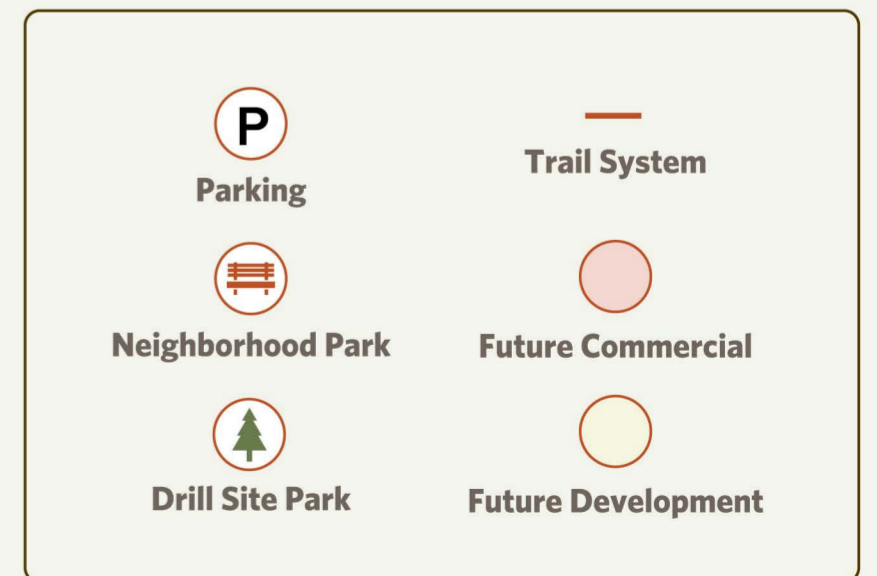 P
Parking
Trail System
Neighborhood Park
Future Commercial
Drill Site Park
Future Development